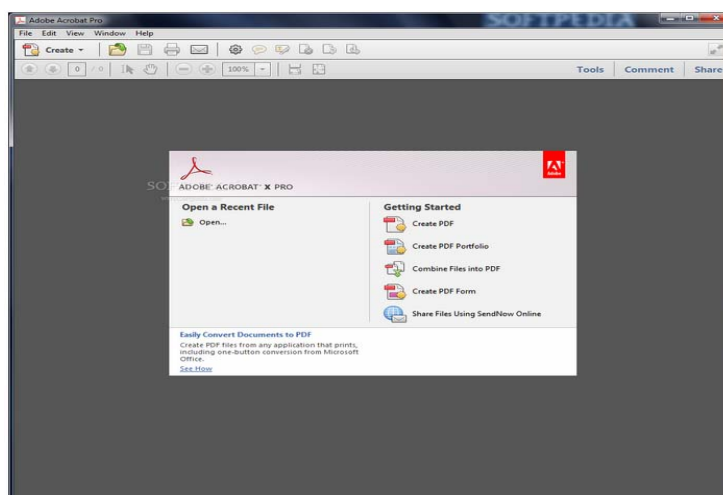 Adobe Acrobat Pro
SOFTPEDIA
File Edit View Window Help
Create
0 / 0 100% Tools Comment Share
ADOBE ACROBAT X PRO
Adobe
Open a Recent File
Open...
Getting Started
Create PDF
Create PDF Portfolio
Combine Files into PDF
Create PDF Form
Share Files Using SendNow Online
Easily Convert Documents to PDF
Create PDF files from any application that prints,
including one-button conversion from Microsoft
Office.
See How